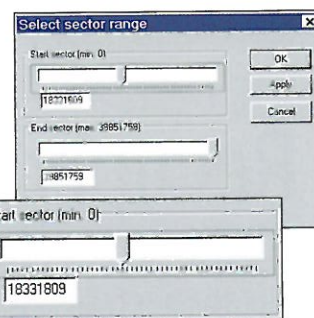 Select sector range
Start sector (min. 0)
18331809
OK
Apply
Cancel
End sector (max. 39851759)
39851759
tart sector (min. 0)
18331809